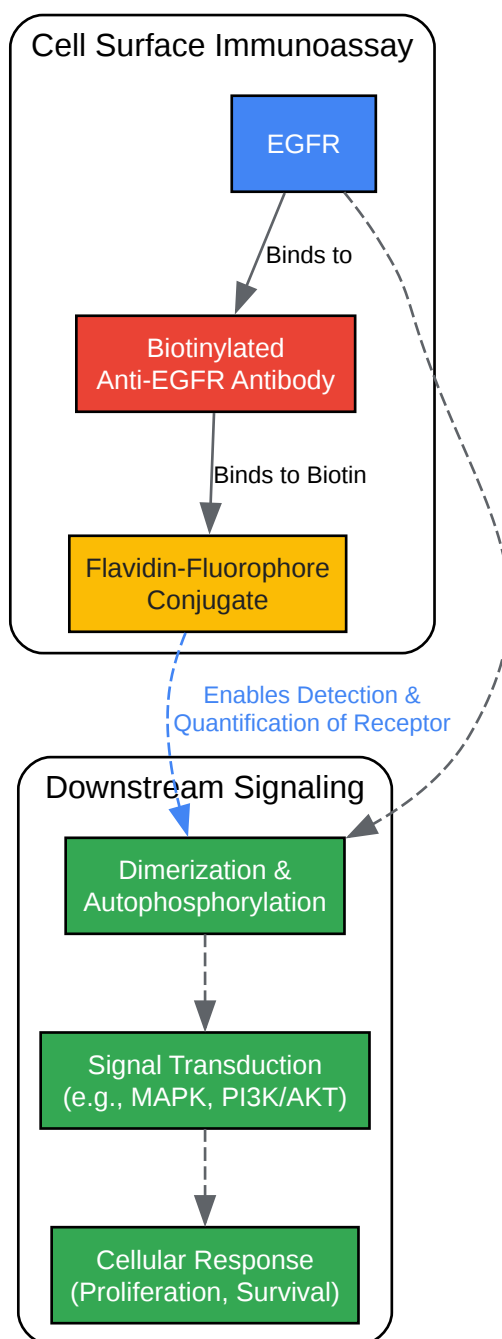 Cell Surface Immunoassay
EGFR
Binds to
Biotinylated
Anti-EGFR Antibody
Binds to Biotin
Flavidin-Fluorophore
Conjugate
Enables Detection &
Quantification of Receptor
Downstream Signaling
Dimerization &
Autophosphorylation
Signal Transduction
(e.g., MAPK, PI3K/AKT)
Cellular Response
(Proliferation, Survival)